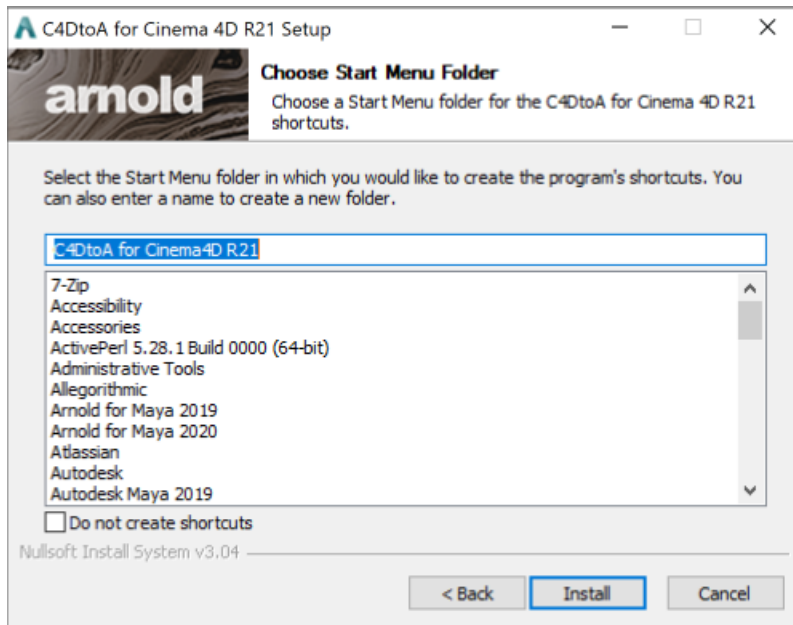 C4DtoA for Cinema 4D R21 Setup
arnold
Choose Start Menu Folder
Choose a Start Menu folder for the C4DtoA for Cinema 4D R21
shortcuts.
Select the Start Menu folder in which you would like to create the program's shortcuts. You
can also enter a name to create a new folder.
C4DtoA for Cinema4D R21
7-Zip
Accessibility
Accessories
ActivePerl 5.28.1 Build 0000 (64-bit)
Administrative Tools
Allegorithmic
Arnold for Maya 2019
Arnold for Maya 2020
Atlassian
Autodesk
Autodesk Maya 2019
Do not create shortcuts
Nullsoft Install System v3.04
< Back
Install
Cancel